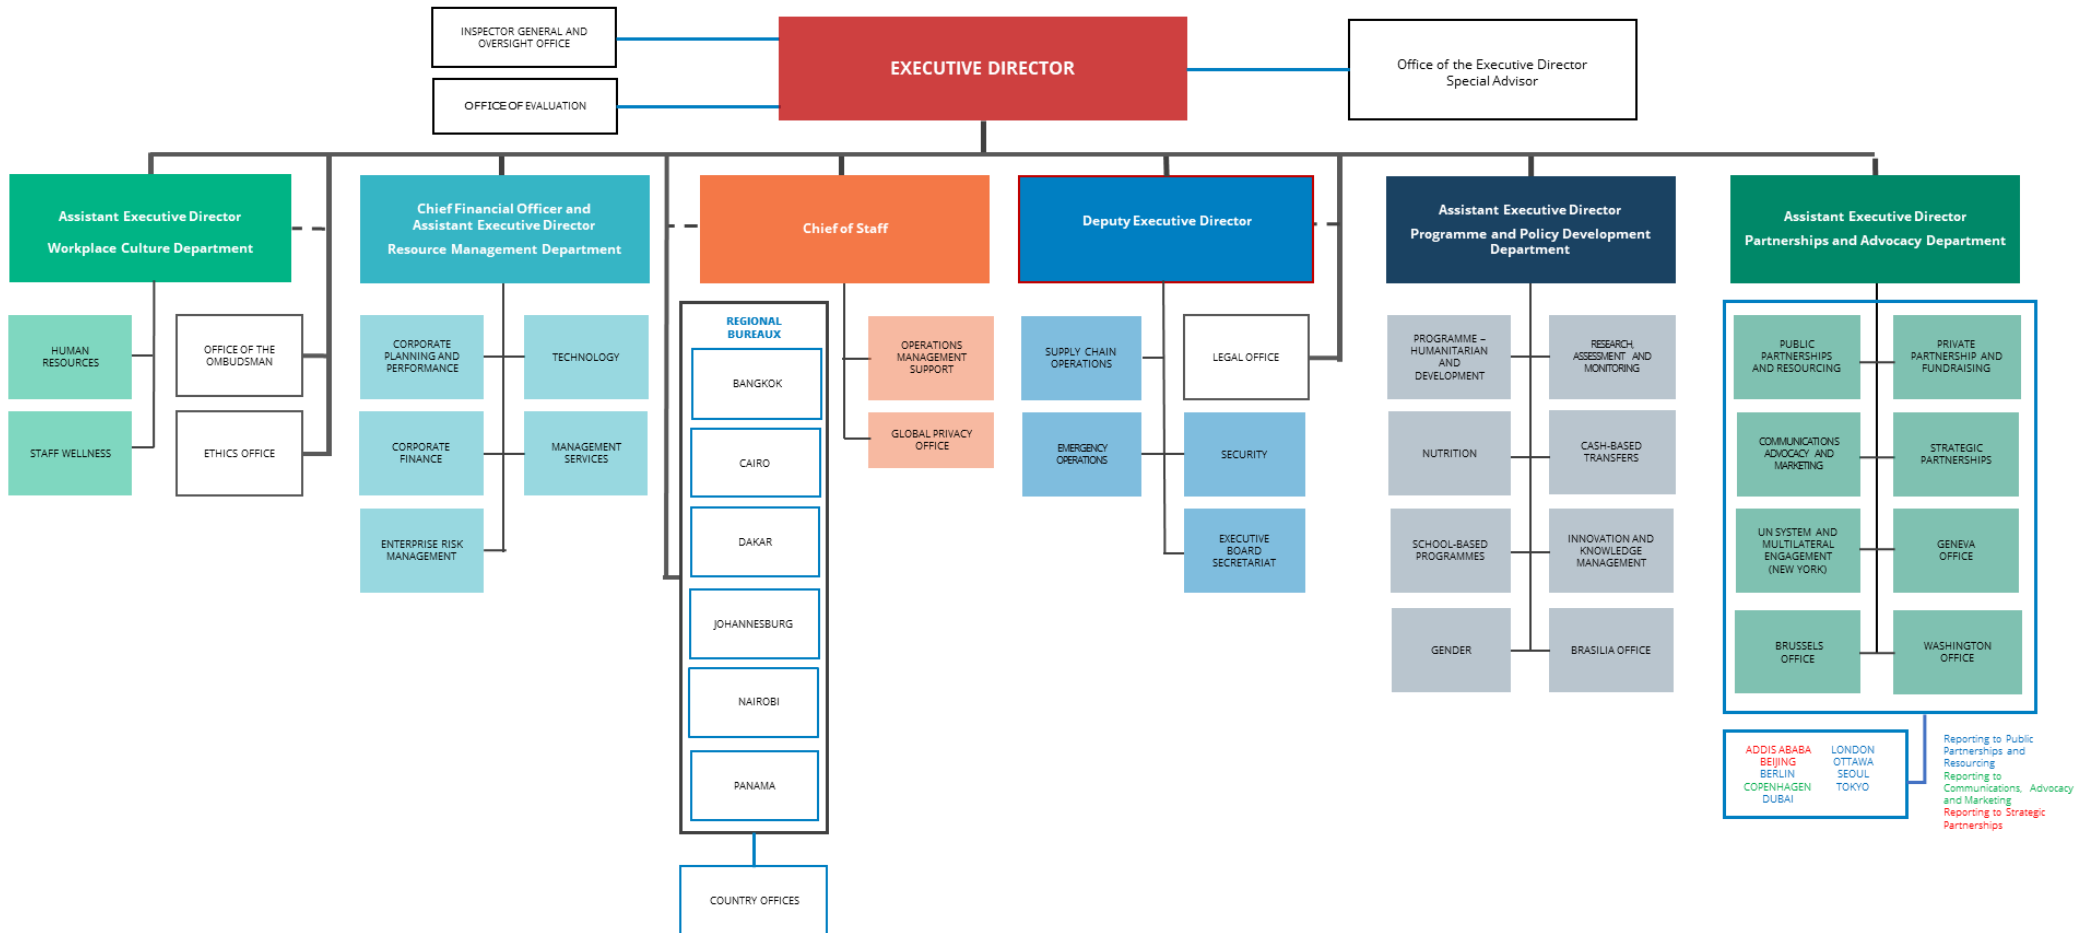 INSPECTOR GENERAL AND
OVERSIGHT OFFICE
OFFICE OF EVALUATION
EXECUTIVE DIRECTOR
Office of the Executive Director
Special Advisor
Assistant Executive Director
Workplace Culture Department
Chief Financial Officer and
Assistant Executive Director
Resource Management Department
Chief of Staff
Deputy Executive Director
Assistant Executive Director
Programme and Policy Development
Department
Assistant Executive Director
Partnerships and Advocacy Department
HUMAN
RESOURCES
OFFICE OF THE
OMBUDSMAN
STAFF WELLNESS
ETHICS OFFICE
CORPORATE
PLANNING AND
PERFORMANCE
TECHNOLOGY
CORPORATE
FINANCE
MANAGEMENT
SERVICES
ENTERPRISE RISK
MANAGEMENT
REGIONAL
BUREAUX
BANGKOK
CAIRO
DAKAR
JOHANNESBURG
NAIROBI
PANAMA
COUNTRY OFFICES
OPERATIONS
MANAGEMENT
SUPPORT
GLOBAL PRIVACY
OFFICE
SUPPLY CHAIN
OPERATIONS
LEGAL OFFICE
EMERGENCY
OPERATIONS
SECURITY
EXECUTIVE
BOARD
SECRETARIAT
PROGRAMME –
HUMANITARIAN
AND
DEVELOPMENT
RESEARCH,
ASSESSMENT AND
MONITORING
NUTRITION
CASH-BASED
TRANSFERS
SCHOOL-BASED
PROGRAMMES
INNOVATION AND
KNOWLEDGE
MANAGEMENT
GENDER
BRASILIA OFFICE
PUBLIC
PARTNERSHIPS
AND RESOURCING
PRIVATE
PARTNERSHIP AND
FUNDRAISING
COMMUNICATIONS
ADVOCACY AND
MARKETING
STRATEGIC
PARTNERSHIPS
UN SYSTEM AND
MULTILATERAL
ENGAGEMENT
(NEW YORK)
GENEVA
OFFICE
BRUSSELS
OFFICE
WASHINGTON
OFFICE
ADDIS ABABA
BEIJING
BERLIN
COPENHAGEN
DUBAI
LONDON
OTTAWA
SEOUL
TOKYO
Reporting to Public
Partnerships and
Resourcing
Reporting to
Communications, Advocacy
and Marketing
Reporting to Strategic
Partnerships